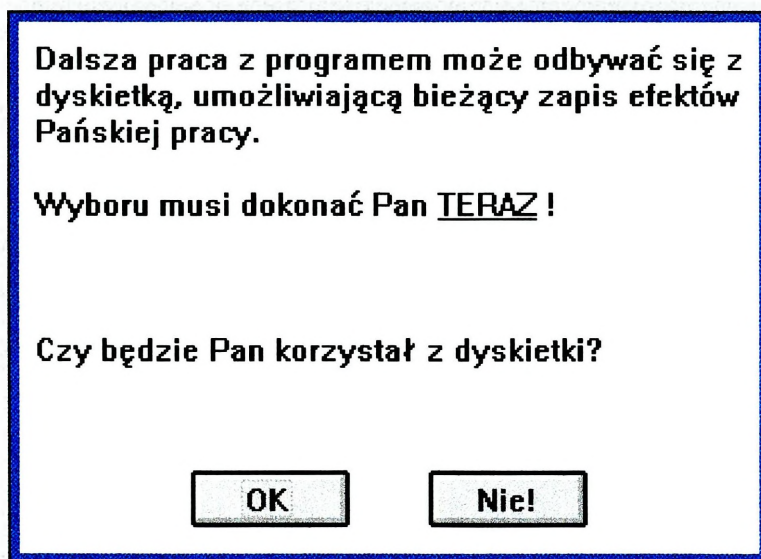 Dalsza praca z programem może odbywać się z
dyskietką, umożliwiającą bieżący zapis efektów
Pańskiej pracy.
Wyboru musi dokonać Pan TERAZ !
Czy będzie Pan korzystał z dyskietki?
OK
Nie!